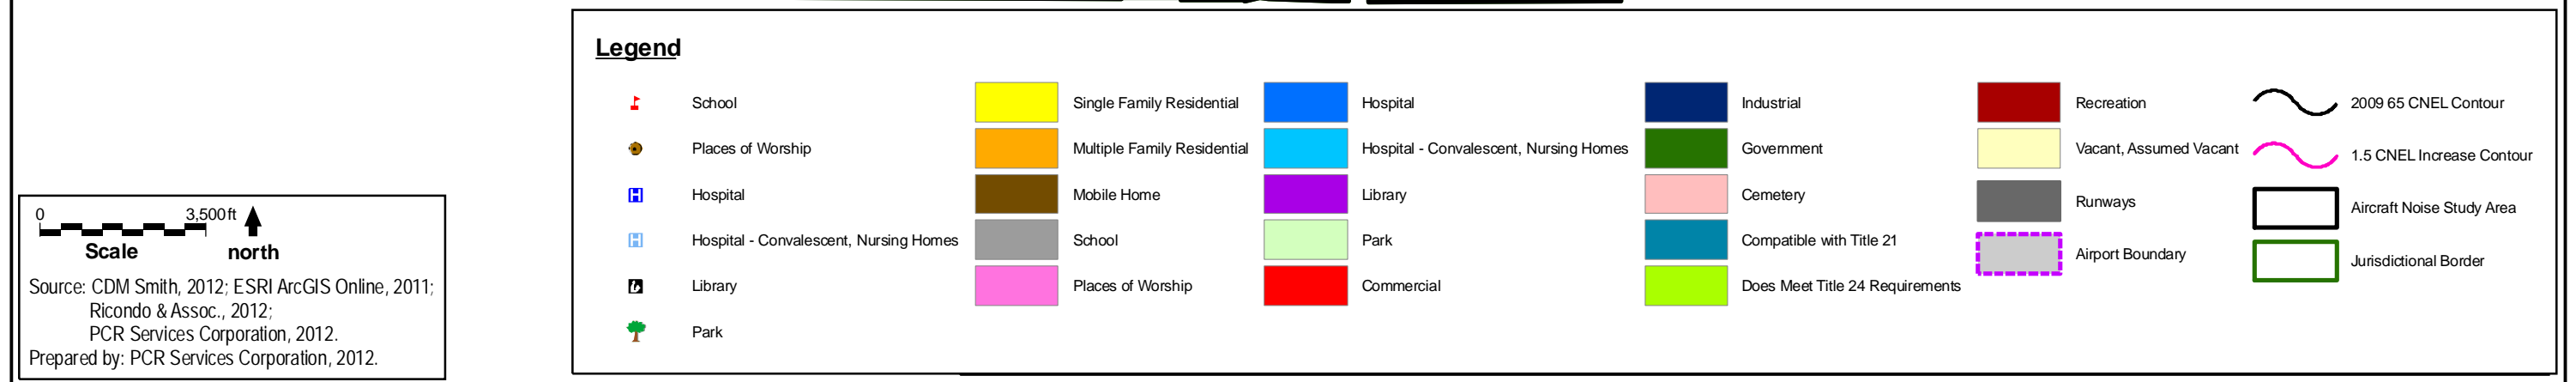 0 3,500 ft
Scale north
Source: CDM Smith, 2012; ESRI ArcGIS Online, 2011;
Ricondo & Assoc., 2012;
PCR Services Corporation, 2012.
Prepared by: PCR Services Corporation, 2012.
Legend
School
Places of Worship
Hospital
Hospital - Convalescent, Nursing Homes
Library
Park
Single Family Residential
Multiple Family Residential
Mobile Home
School
Places of Worship
Hospital
Hospital - Convalescent, Nursing Homes
Library
Park
Commercial
Industrial
Government
Cemetery
Compatible with Title 21
Does Meet Title 24 Requirements
Recreation
Vacant, Assumed Vacant
Runways
Airport Boundary
2009 65 CNEL Contour
1.5 CNEL Increase Contour
Aircraft Noise Study Area
Jurisdictional Border